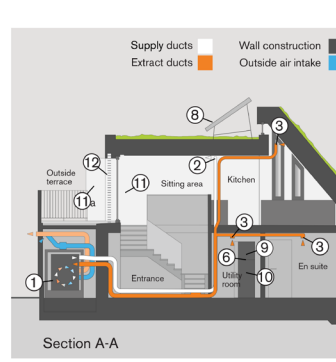 Supply ducts
Wall construction
Extract ducts
Outside air intake
8
3
12
2
Outside
terrace
11
a
11
Sitting area
Kitchen
3
3
9
6
1
Entrance
Utility
room
10
En suite
Section A-A